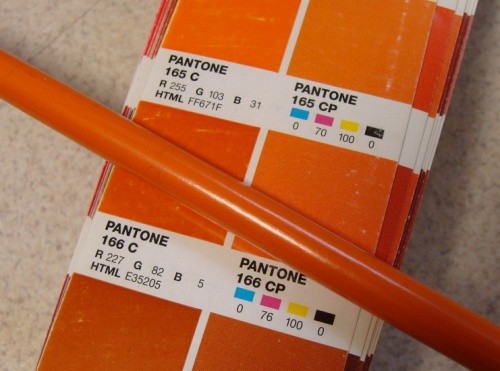 PANTONE
165 C
R 255 G 103 B 31
HTML FF671F
PANTONE
165 CP
0 70 100 0
PANTONE
166 C
R 227 G 82 B 5
HTML E35205
PANTONE
166 CP
0 76 100 0